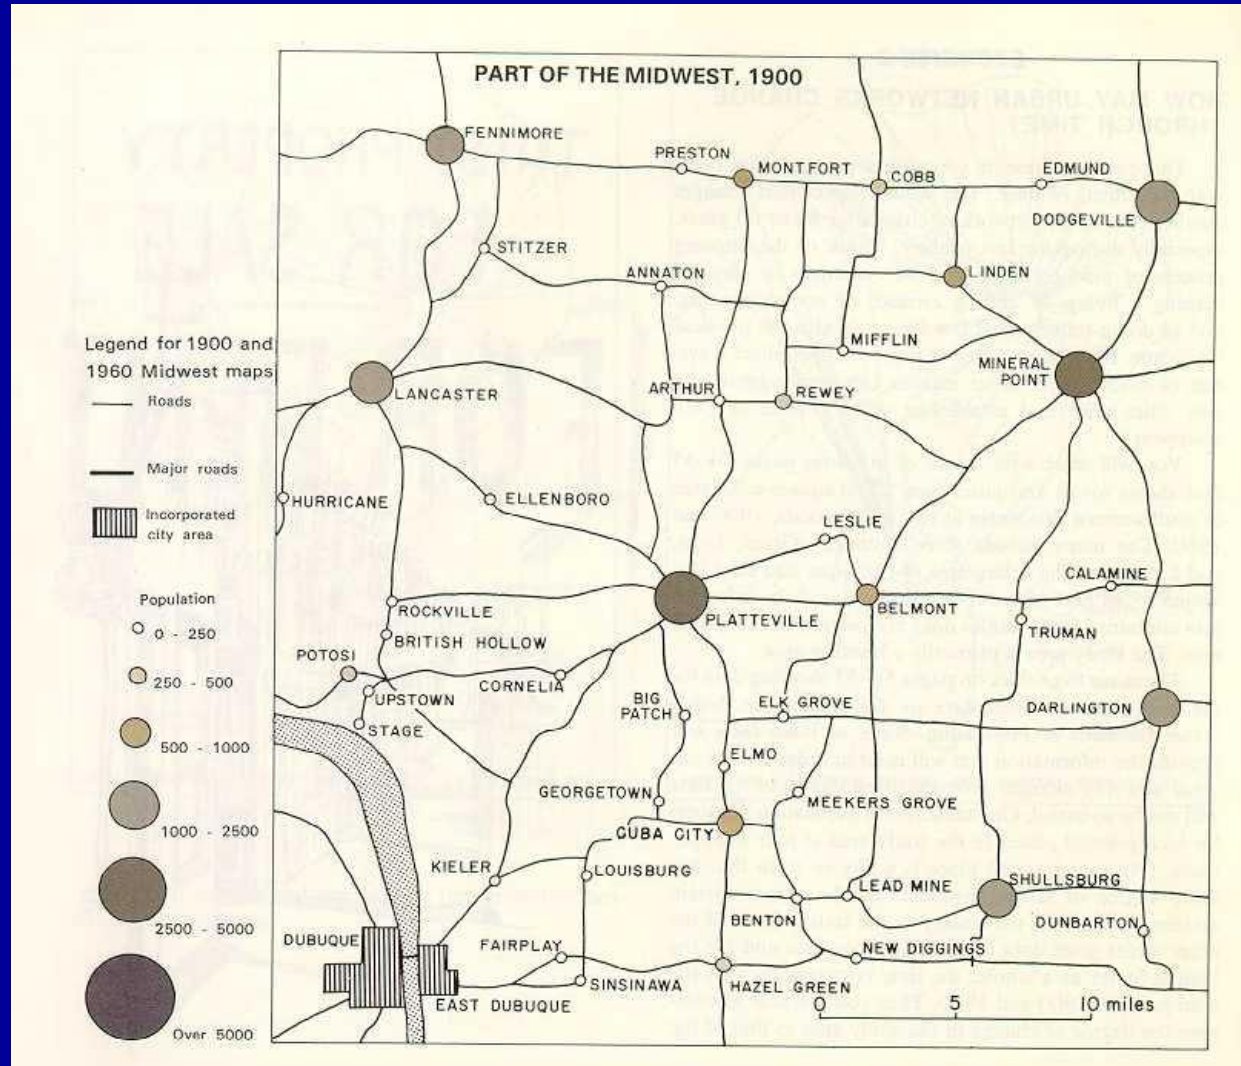 PART OF THE MIDWEST, 1900
FENNIMORE
PRESTON
MONTFORT
COBB
EDMUND
DODGEVILLE
STITZER
ANNATON
LINDEN
MIFFLIN
MINERAL
POINT
LANCASTER
ARTHUR
REWEY
HURRICANE
ELLENBORO
LESLIE
CALAMINE
ROCKVILLE
BELMONT
PLATTEVILLE
TRUMAN
BRITISH HOLLOW
POTOSI
CORNELIA
UPSTOWN
STAGE
BIG
PATCH
ELK GROVE
DARLINGTON
ELMO
GEORGETOWN
MEEKERS GROVE
CUBA CITY
KIELER
LOUISBURG
LEAD MINE
SHULLSBURG
BENTON
DUNBARTON
DUBUQUE
FAIRPLAY
NEW DIGGINGS
SINSINAWA
HAZEL GREEN
EAST DUBUQUE
0 5 10 miles
Legend for 1900 and
1960 Midwest maps
Roads
Major roads
Incorporated
city area
Population
0 - 250
250 - 500
500 - 1000
1000 - 2500
2500 - 5000
Over 5000